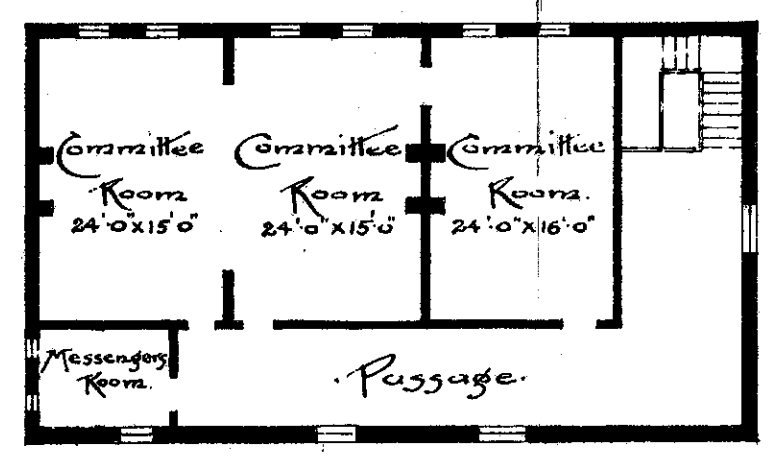 Committee
Room
24'·0"x15'0"
Committee
Room
24'·0"x15'·0"
Committee
Room.
24'·0"x16'·0"
Messengers
Room.
·Passage·